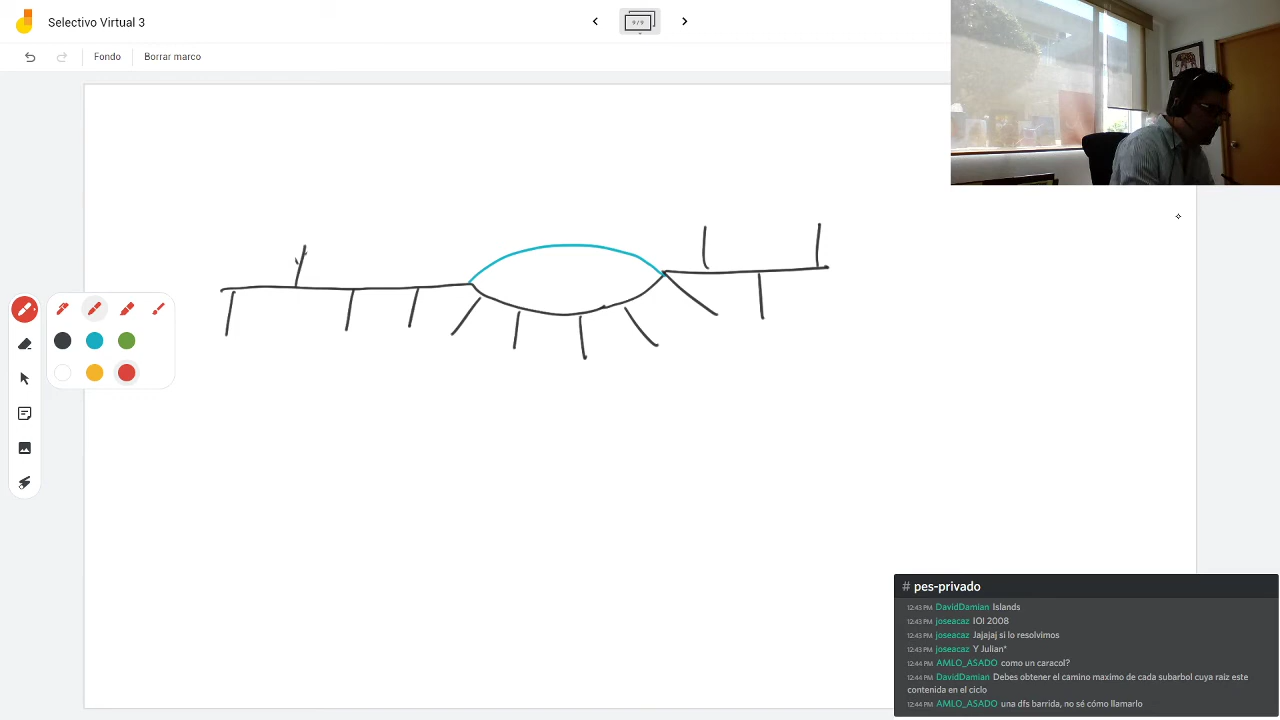 Selectivo Virtual 3
9/9
Fondo
Borrar marco
# pes-privado
12:43 PM DavidDamian Islands
12:43 PM joseacaz IOI 2008
12:43 PM joseacaz Jajajaj si lo resolvimos
12:43 PM joseacaz Y Julian*
12:44 PM AMLO_ASADO como un caracol?
12:44 PM DavidDamian Debes obtener el camino maximo de cada subarbol cuya raiz este
contenida en el ciclo
12:44 PM AMLO_ASADO una dfs barrida, no sé cómo llamarlo